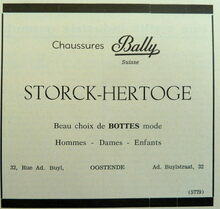 Chaussures Bally
Suisse
STORCK-HERTOGE
Beau choix de BOTTES mode
Hommes - Dames - Enfants
32, Rue Ad. Buyl, OOSTENDE Ad. Buylstraat, 32
(5729)